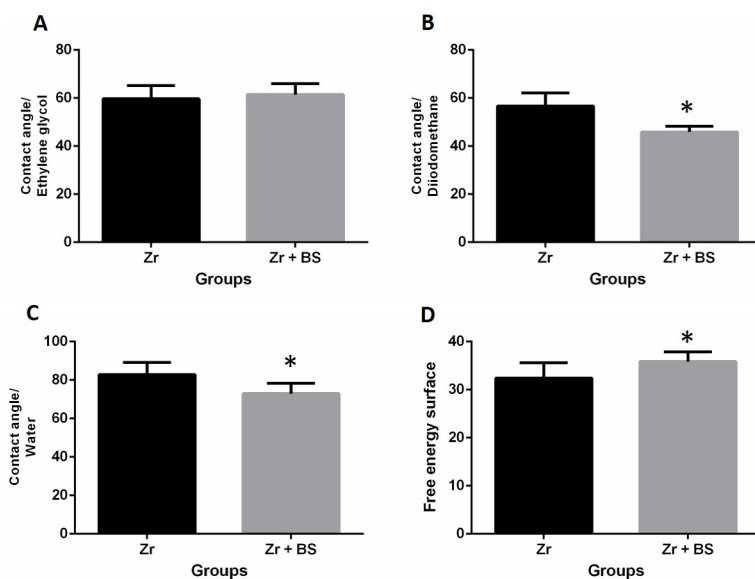 A
80
60
40
20
0
Contact angle/
Ethylene glycol
Zr
Zr + BS
Groups
B
80
60
40
20
0
Contact angle/
Diiodomethane
*
Zr
Zr + BS
Groups
C
100
80
60
40
20
0
Contact angle/
Water
*
Zr
Zr + BS
Groups
D
40
30
20
10
0
Free energy surface
*
Zr
Zr + BS
Groups